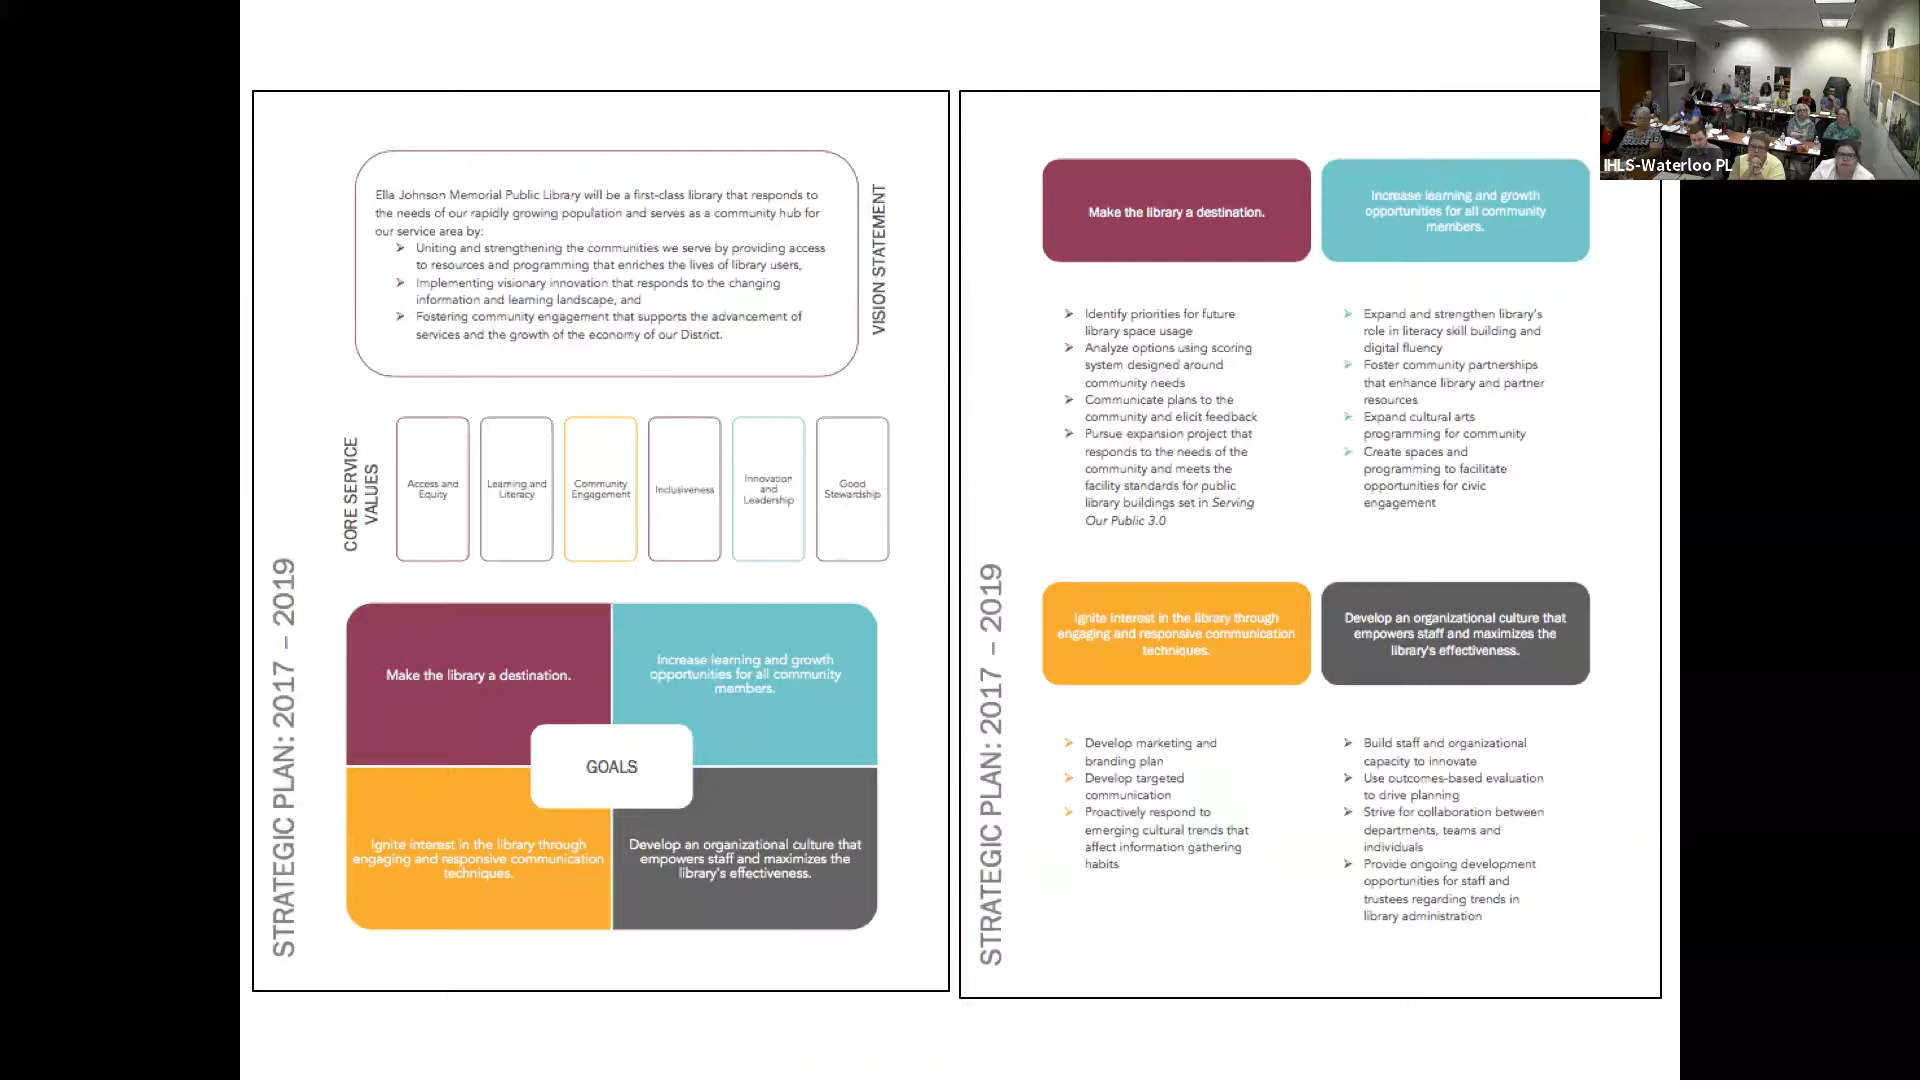 Ella Johnson Memorial Public Library will be a first-class library that responds to
the needs of our rapidly growing population and serves as a community hub for
our service area by:
➢ Uniting and strengthening the communities we serve by providing access
to resources and programming that enriches the lives of library users,
➢ Implementing visionary innovation that responds to the changing
information and learning landscape, and
➢ Fostering community engagement that supports the advancement of
services and the growth of the economy of our District.
VISION STATEMENT
CORE SERVICE
VALUES
Access and
Equity
Learning and
Literacy
Community
Engagement
Inclusiveness
Innovation
and
Leadership
Good
Stewardship
STRATEGIC PLAN: 2017 – 2019
Make the library a destination.
Increase learning and growth
opportunities for all community
members.
GOALS
Ignite interest in the library through
engaging and responsive communication
techniques.
Develop an organizational culture that
empowers staff and maximizes the
library's effectiveness.
STRATEGIC PLAN: 2017 – 2019
Make the library a destination.
➢ Identify priorities for future
library space usage
➢ Analyze options using scoring
system designed around
community needs
➢ Communicate plans to the
community and elicit feedback
➢ Pursue expansion project that
responds to the needs of the
community and meets the
facility standards for public
library buildings set in Serving
Our Public 3.0
Increase learning and growth
opportunities for all community
members.
➢ Expand and strengthen library's
role in literacy skill building and
digital fluency
➢ Foster community partnerships
that enhance library and partner
resources
➢ Expand cultural arts
programming for community
➢ Create spaces and
programming to facilitate
opportunities for civic
engagement
Ignite interest in the library through
engaging and responsive communication
techniques.
➢ Develop marketing and
branding plan
➢ Develop targeted
communication
➢ Proactively respond to
emerging cultural trends that
affect information gathering
habits
Develop an organizational culture that
empowers staff and maximizes the
library's effectiveness.
➢ Build staff and organizational
capacity to innovate
➢ Use outcomes-based evaluation
to drive planning
➢ Strive for collaboration between
departments, teams and
individuals
➢ Provide ongoing development
opportunities for staff and
trustees regarding trends in
library administration
IHLS-Waterloo PL